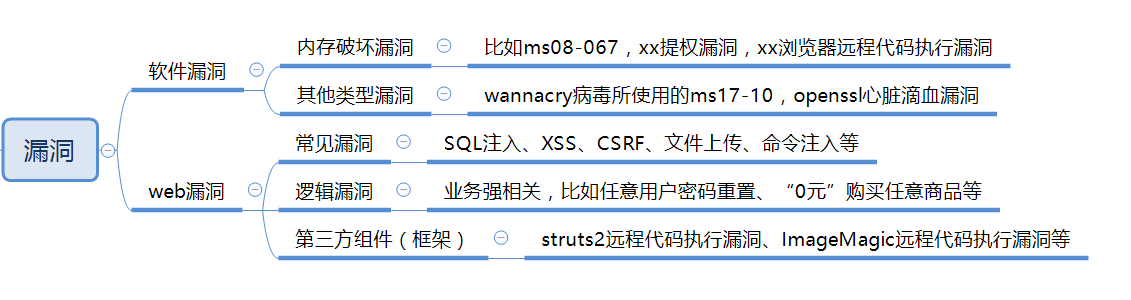 漏洞
软件漏洞
内存破坏漏洞
比如ms08-067，xx提权漏洞，xx浏览器远程代码执行漏洞
其他类型漏洞
wannacry病毒所使用的ms17-10，openssl心脏滴血漏洞
web漏洞
常见漏洞
SQL注入、XSS、CSRF、文件上传、命令注入等
逻辑漏洞
业务强相关，比如任意用户密码重置、“0元”购买任意商品等
第三方组件（框架）
struts2远程代码执行漏洞、ImageMagic远程代码执行漏洞等